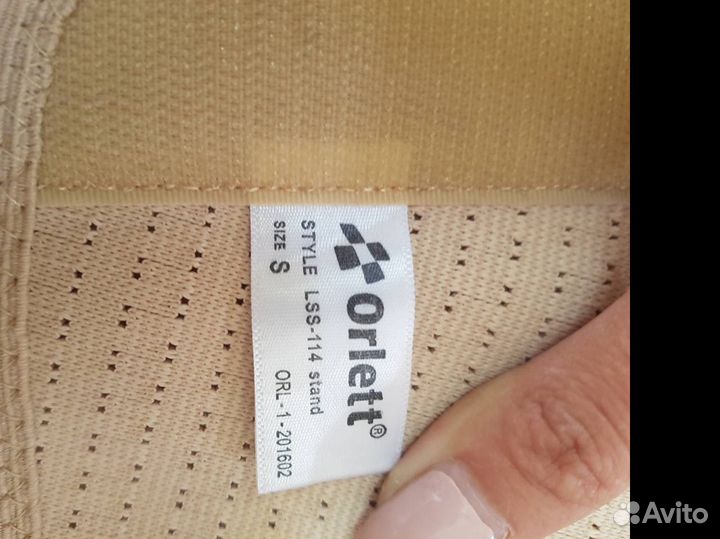 Orlett®
STYLE LSS-114 stand
SIZE S ORL-1-201602
Avito